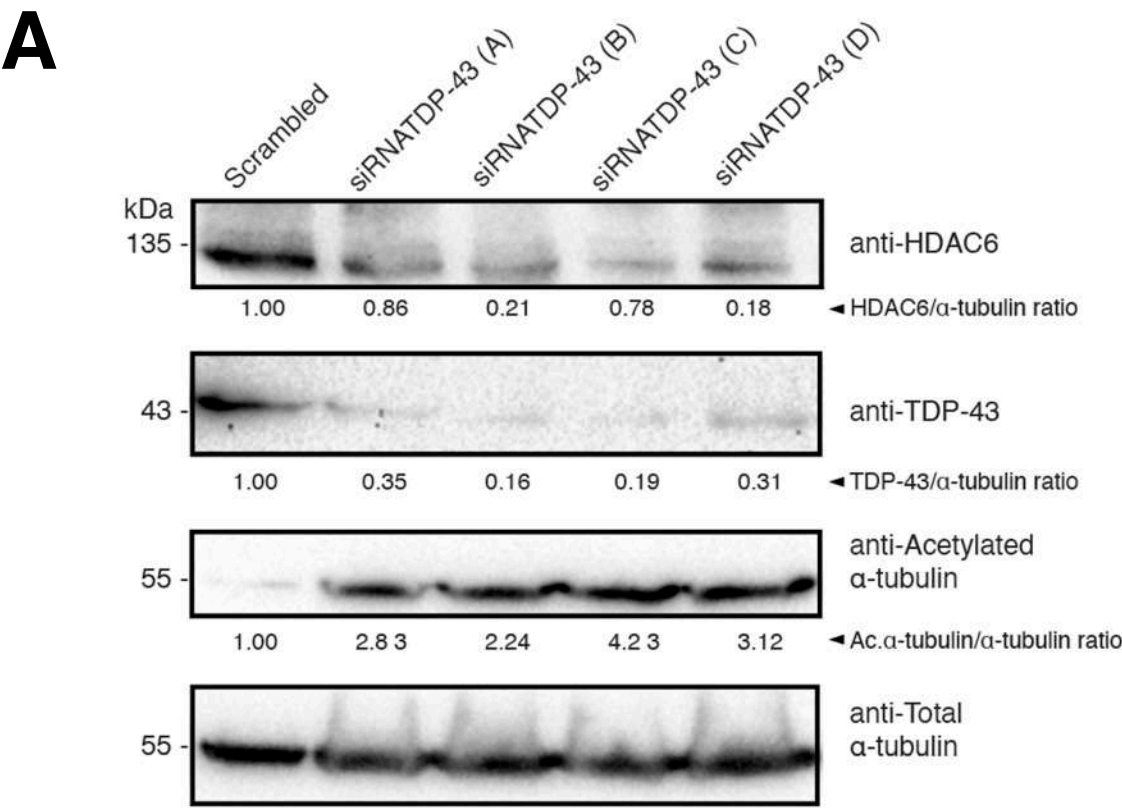 A
Scrambled
siRNATDP-43 (A)
siRNATDP-43 (B)
siRNATDP-43 (C)
siRNATDP-43 (D)
kDa
135 -
anti-HDAC6
1.00 0.86 0.21 0.78 0.18 ◄ HDAC6/α-tubulin ratio
43 -
anti-TDP-43
1.00 0.35 0.16 0.19 0.31 ◄ TDP-43/α-tubulin ratio
anti-Acetylated
55 -
α-tubulin
1.00 2.8 3 2.24 4.2 3 3.12 ◄ Ac.α-tubulin/α-tubulin ratio
anti-Total
55 -
α-tubulin